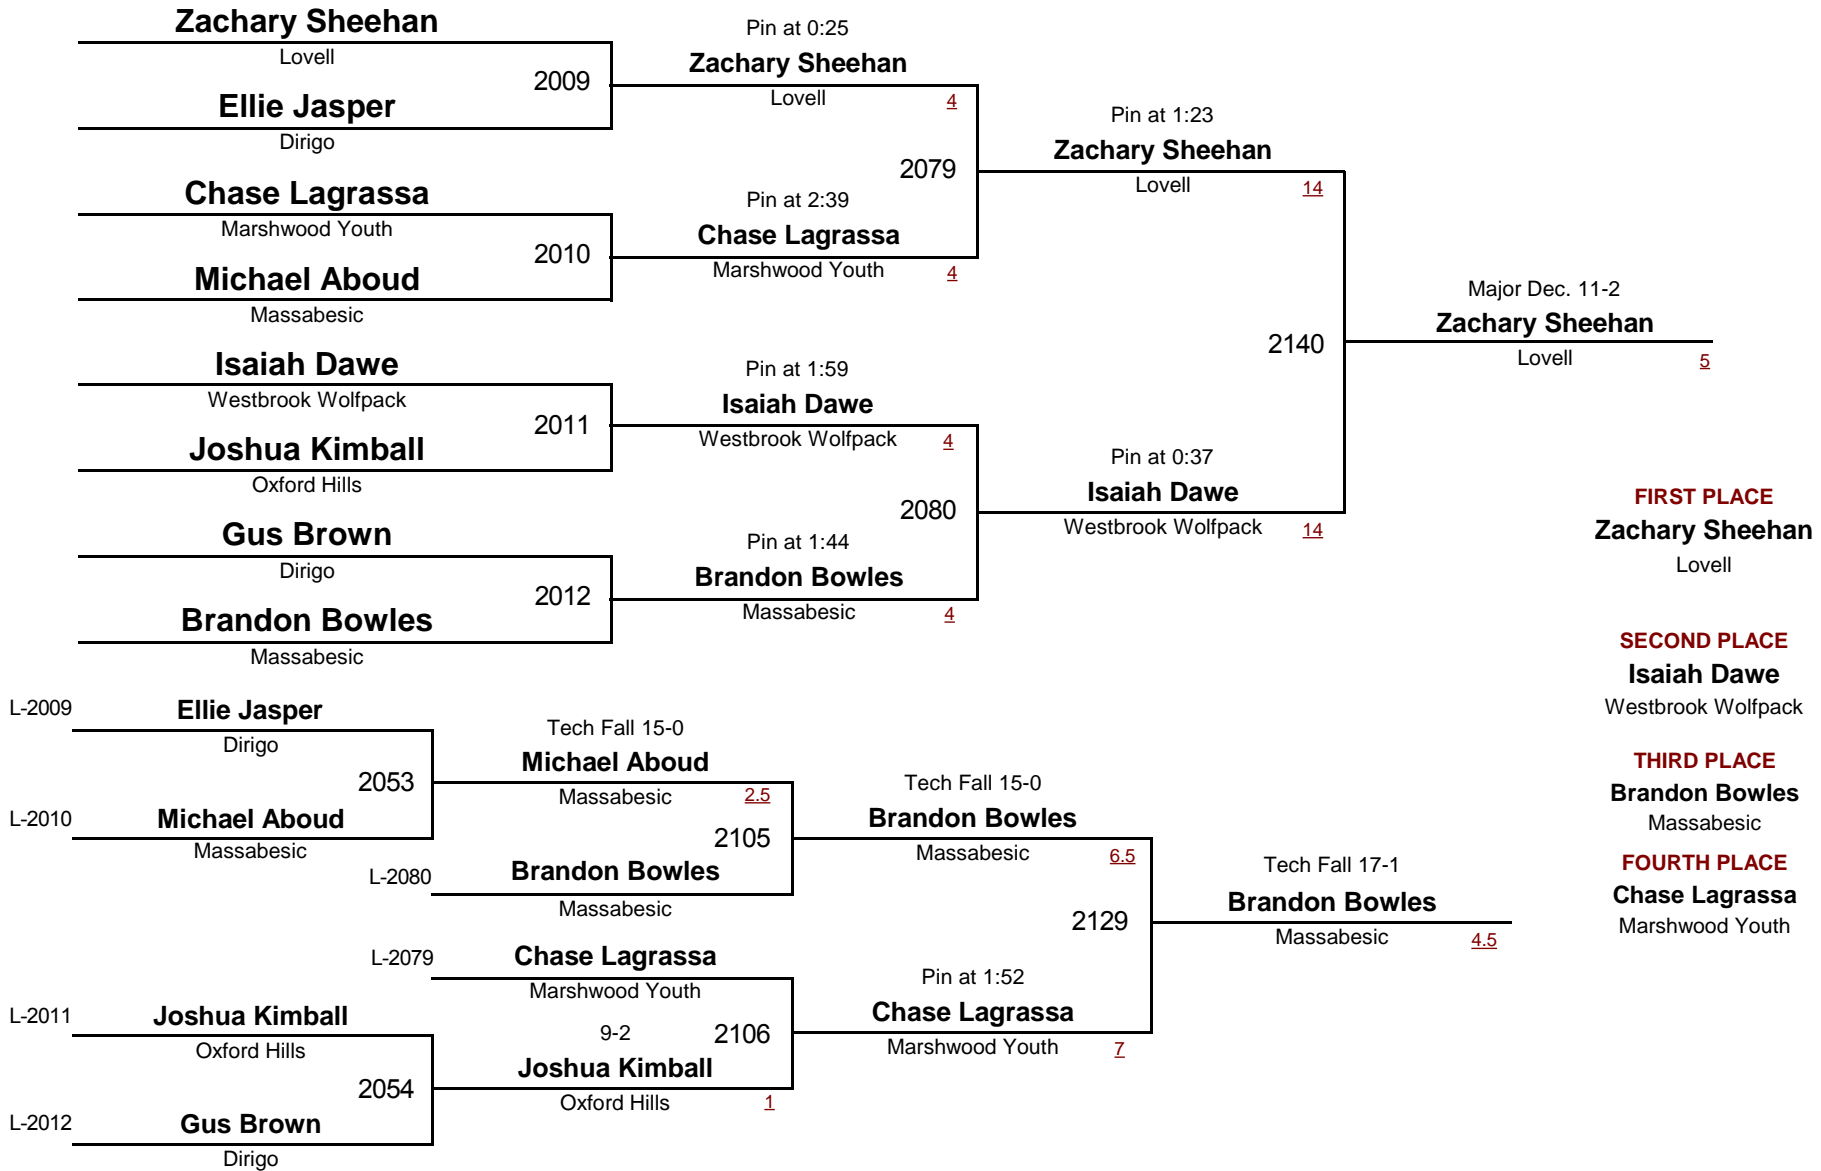 Zachary Sheehan
Lovell
2009
Ellie Jasper
Dirigo
Chase Lagrassa
Marshwood Youth
2010
Michael Aboud
Massabesic
Isaiah Dawe
Westbrook Wolfpack
2011
Joshua Kimball
Oxford Hills
Gus Brown
Dirigo
2012
Brandon Bowles
Massabesic
Pin at 0:25
Zachary Sheehan
Lovell
4
2079
Pin at 2:39
Chase Lagrassa
Marshwood Youth
4
Pin at 1:59
Isaiah Dawe
Westbrook Wolfpack
4
2080
Pin at 1:44
Brandon Bowles
Massabesic
4
Pin at 1:23
Zachary Sheehan
Lovell
14
2140
Pin at 0:37
Isaiah Dawe
Westbrook Wolfpack
14
Major Dec. 11-2
Zachary Sheehan
Lovell
5
FIRST PLACE
Zachary Sheehan
Lovell
SECOND PLACE
Isaiah Dawe
Westbrook Wolfpack
THIRD PLACE
Brandon Bowles
Massabesic
FOURTH PLACE
Chase Lagrassa
Marshwood Youth
L-2009
Ellie Jasper
Dirigo
2053
L-2010
Michael Aboud
Massabesic
Tech Fall 15-0
Michael Aboud
Massabesic
2.5
2105
L-2080
Brandon Bowles
Massabesic
L-2079
Chase Lagrassa
Marshwood Youth
L-2011
Joshua Kimball
Oxford Hills
2054
L-2012
Gus Brown
Dirigo
9-2
2106
Joshua Kimball
Oxford Hills
1
Tech Fall 15-0
Brandon Bowles
Massabesic
6.5
2129
Pin at 1:52
Chase Lagrassa
Marshwood Youth
7
Tech Fall 17-1
Brandon Bowles
Massabesic
4.5